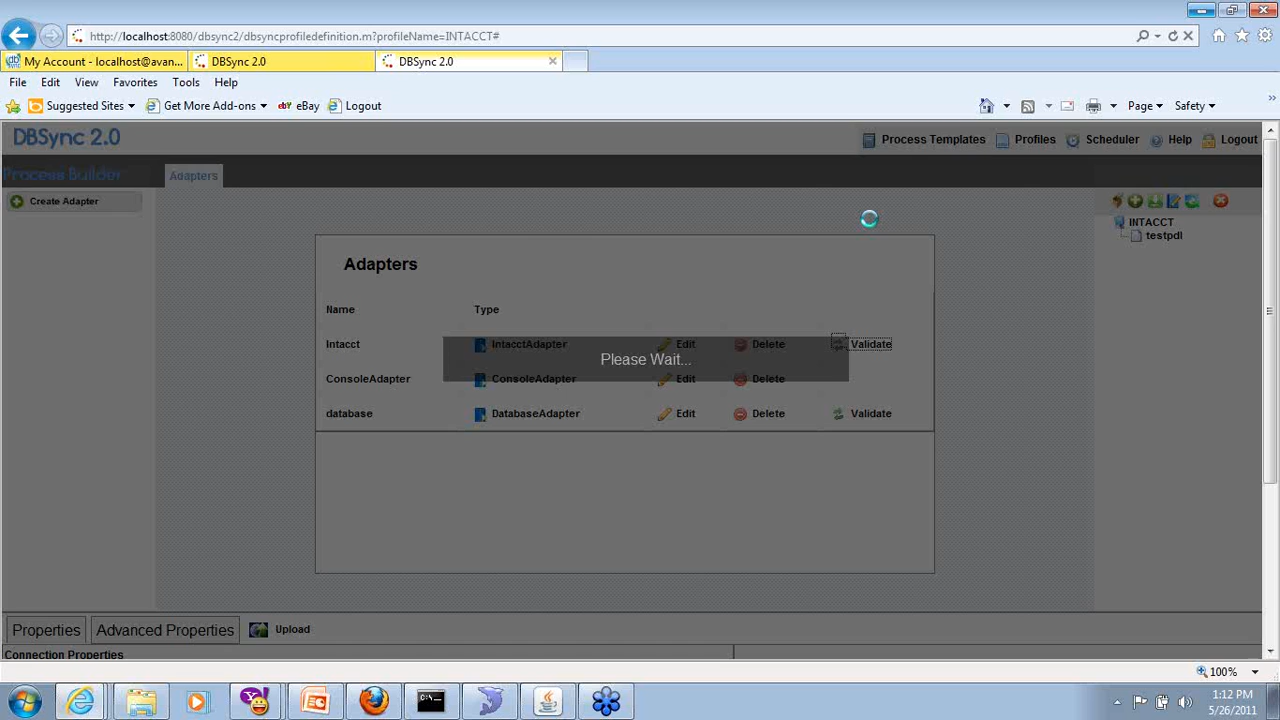 http://localhost:8080/dbsync2/dbsyncprofiledefinition.m?profileName=INTACCT#
My Account - localhost@avan...
DBSync 2.0
DBSync 2.0
File Edit View Favorites Tools Help
Suggested Sites Get More Add-ons eBay Logout
Page Safety
DBSync 2.0
Process Templates Profiles Scheduler Help Logout
Process Builder
Adapters
Create Adapter
INTACCT
testpdl
Adapters
Name Type
Intacct IntacctAdapter Edit Delete Validate
Please Wait...
ConsoleAdapter ConsoleAdapter Edit Delete
database DatabaseAdapter Edit Delete Validate
Properties Advanced Properties Upload
Connection Properties
100%
1:12 PM
5/26/2011